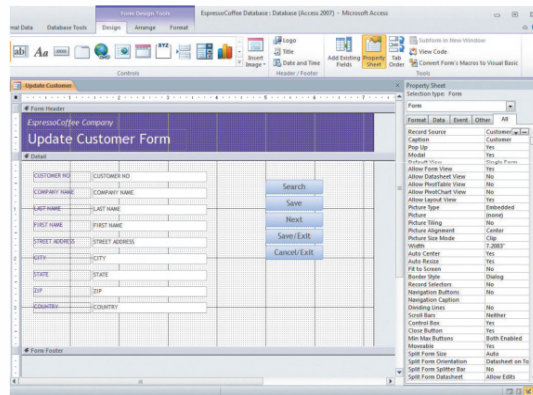 Form Design Tools
EspressoCoffee Database : Database (Access 2007) - Microsoft Access
nal Data Database Tools Design Arrange Format
ab Aa XYZ
Insert Image
Controls
Logo
Title
Date and Time
Header / Footer
Add Existing Fields
Property Sheet
Tab Order
Subform in New Window
View Code
Convert Form's Macros to Visual Basic
Tools
Update Customer
Form Header
EspressoCoffee Company
Update Customer Form
Detail
CUSTOMER NO CUSTOMER NO
COMPANY NAME COMPANY NAME
LAST NAME LAST NAME
FIRST NAME FIRST NAME
STREET ADDRESS STREET ADDRESS
CITY CITY
STATE STATE
ZIP ZIP
COUNTRY COUNTRY
Search
Save
Next
Save/Exit
Cancel/Exit
Form Footer
Property Sheet
Selection type: Form
Form
Format Data Event Other All
Record Source Customer
Caption Customer
Pop Up Yes
Modal Yes
Default View Single Form
Allow Form View Yes
Allow Datasheet View No
Allow PivotTable View No
Allow PivotChart View No
Allow Layout View Yes
Picture Type Embedded
Picture (none)
Picture Tiling No
Picture Alignment Center
Picture Size Mode Clip
Width 7.2083"
Auto Center Yes
Auto Resize Yes
Fit to Screen No
Border Style Dialog
Record Selectors No
Navigation Buttons No
Navigation Caption
Dividing Lines No
Scroll Bars Neither
Control Box Yes
Close Button Yes
Min Max Buttons Both Enabled
Moveable Yes
Split Form Size Auto
Split Form Orientation Datasheet on To
Split Form Splitter Bar No
Split Form Datasheet Allow Edits